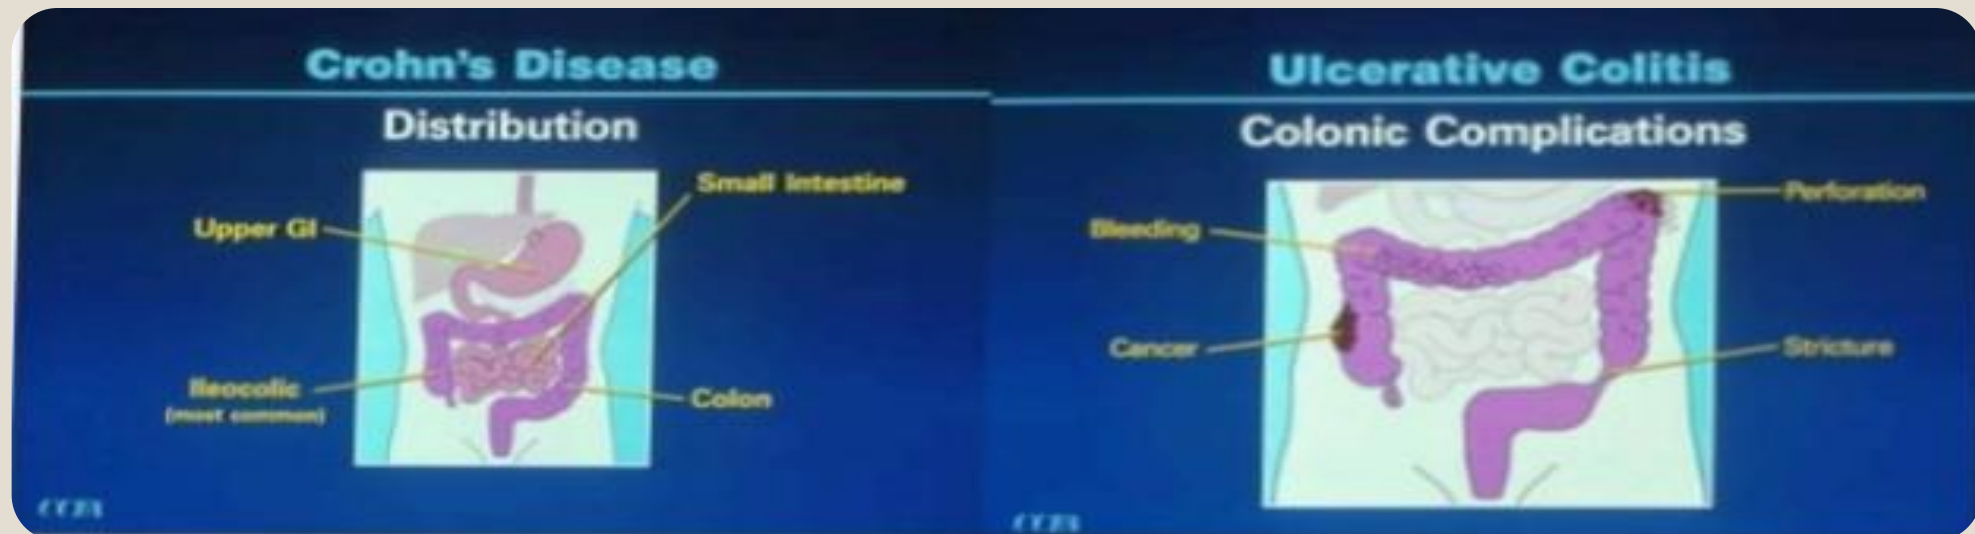 Crohn's Disease
Distribution
Small Intestine
Upper GI
Ileocolic
(most common)
Colon
Ulcerative Colitis
Colonic Complications
Perforation
Bleeding
Cancer
Stricture